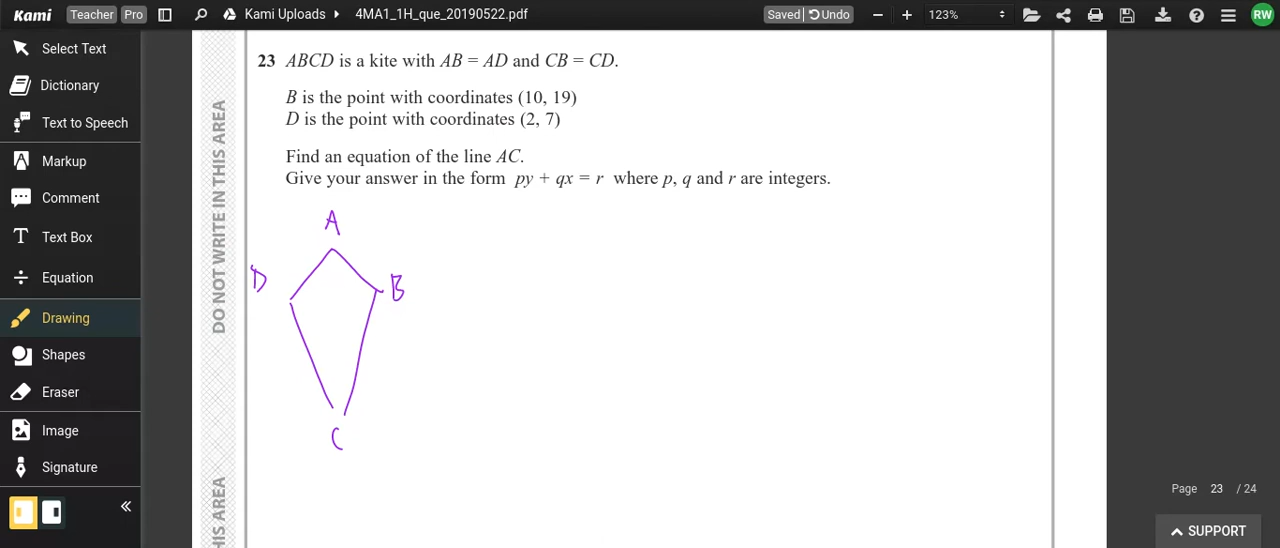 Kami Teacher Pro Kami Uploads 4MA1_1H_que_20190522.pdf Saved Undo 123% RW
Select Text
Dictionary
Text to Speech
Markup
Comment
Text Box
Equation
Drawing
Shapes
Eraser
Image
Signature
DO NOT WRITE IN THIS AREA
23 ABCD is a kite with AB = AD and CB = CD.
B is the point with coordinates (10, 19)
D is the point with coordinates (2, 7)
Find an equation of the line AC.
Give your answer in the form py + qx = r where p, q and r are integers.
A
D
B
C
HIS AREA
Page 23 / 24
SUPPORT